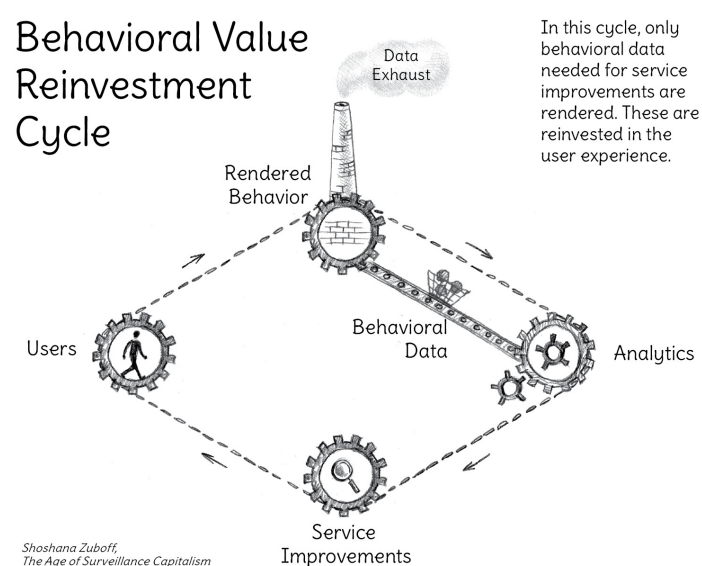 Behavioral Value
Reinvestment
Cycle
Data
Exhaust
In this cycle, only
behavioral data
needed for service
improvements are
rendered. These are
reinvested in the
user experience.
Rendered
Behavior
Behavioral
Data
Users
Analytics
Service
Improvements
Shoshana Zuboff,
The Age of Surveillance Capitalism